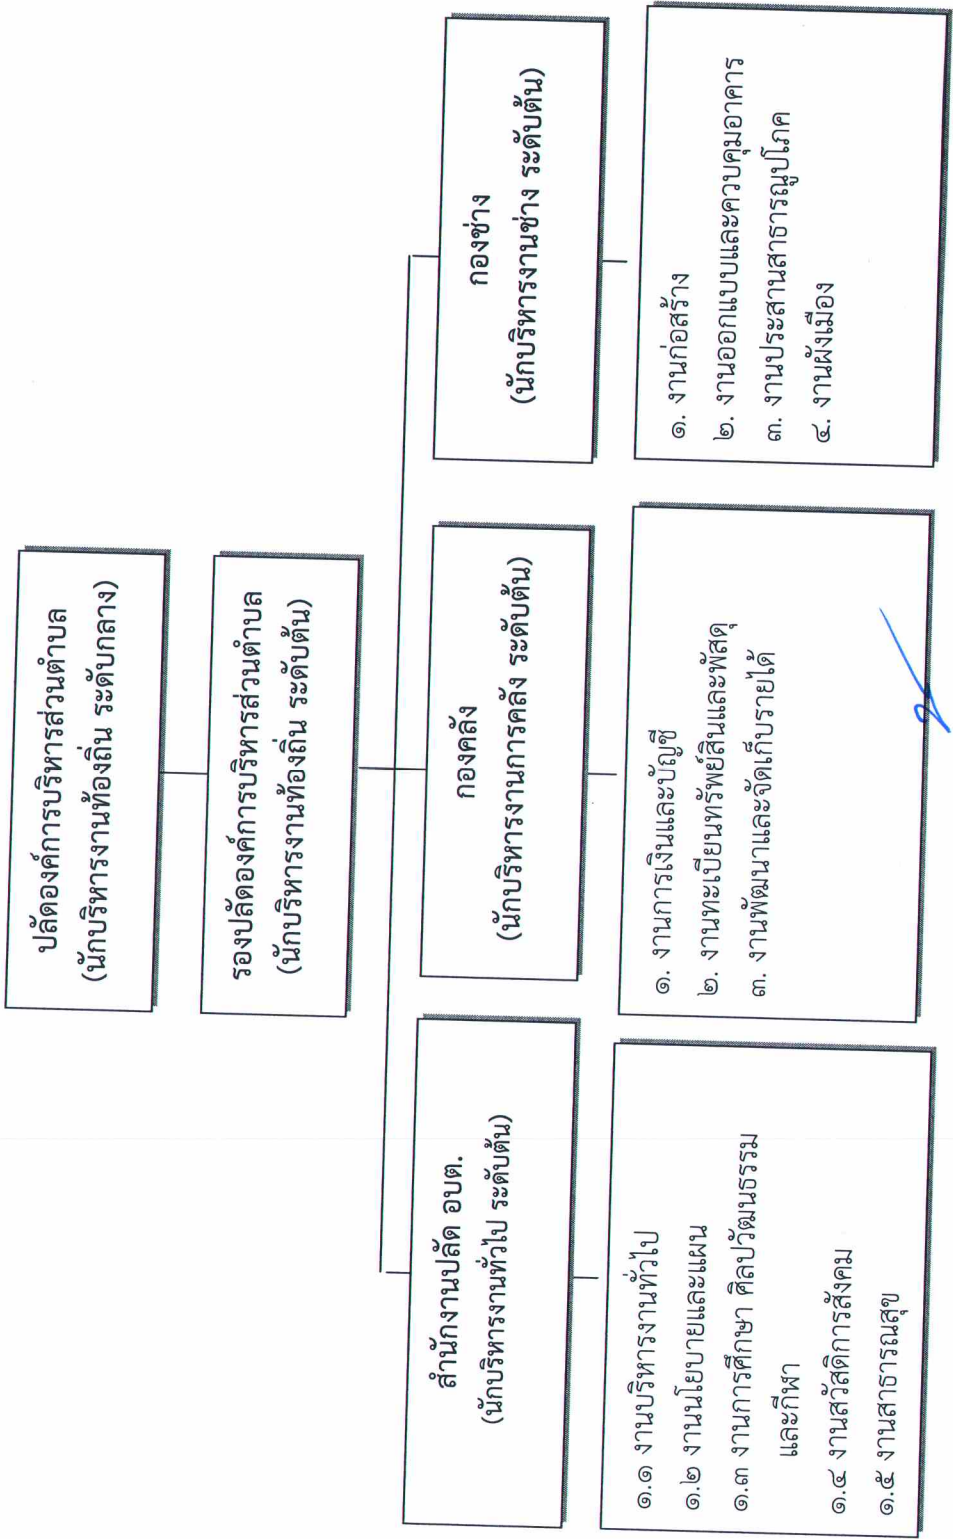 ปลัดองค์การบริหารส่วนตำบล
(นักบริหารงานท้องถิ่น ระดับกลาง)
รองปลัดองค์การบริหารส่วนตำบล
(นักบริหารงานท้องถิ่น ระดับต้น)
สำนักงานปลัด อบต.
(นักบริหารงานทั่วไป ระดับต้น)
กองคลัง
(นักบริหารงานการคลัง ระดับต้น)
กองช่าง
(นักบริหารงานช่าง ระดับต้น)
๑.๑ งานบริหารงานทั่วไป
๑.๒ งานนโยบายและแผน
๑.๓ งานการศึกษา ศิลปวัฒนธรรม
และกีฬา
๑.๔ งานสวัสดิการสังคม
๑.๕ งานสาธารณสุข
๑. งานการเงินและบัญชี
๒. งานทะเบียนทรัพย์สินและพัสดุ
๓. งานพัฒนาและจัดเก็บรายได้
๑. งานก่อสร้าง
๒. งานออกแบบและควบคุมอาคาร
๓. งานประสานสาธารณูปโภค
๔. งานผังเมือง